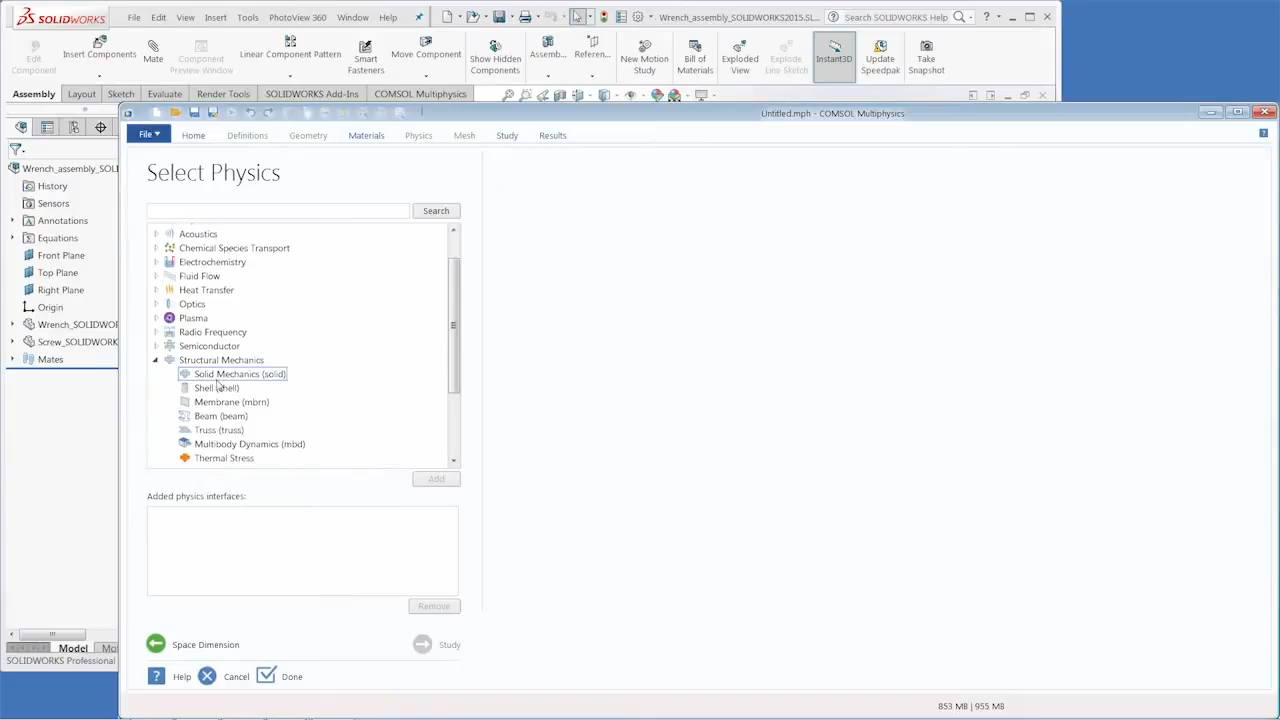 SOLIDWORKS File Edit View Insert Tools PhotoView 360 Window Help Wrench_assembly_SOLIDWORKS2015.SL... Search SOLIDWORKS Help
Edit Component
Insert Components
Mate
Component Preview Window
Linear Component Pattern
Smart Fasteners
Move Component
Show Hidden Components
Assemb...
Referen...
New Motion Study
Bill of Materials
Exploded View
Explode Line Sketch
Instant3D
Update Speedpak
Take Snapshot
Assembly Layout Sketch Evaluate Render Tools SOLIDWORKS Add-Ins COMSOL Multiphysics
Untitled.mph - COMSOL Multiphysics
File Home Definitions Geometry Materials Physics Mesh Study Results
Wrench_assembly_SOL
History
Sensors
Annotations
Equations
Front Plane
Top Plane
Right Plane
Origin
Wrench_SOLIDWOR
Screw_SOLIDWORK
Mates
Model Mot
SOLIDWORKS Professional
Select Physics
Search
Acoustics
Chemical Species Transport
Electrochemistry
Fluid Flow
Heat Transfer
Optics
Plasma
Radio Frequency
Semiconductor
Structural Mechanics
Solid Mechanics (solid)
Shell (shell)
Membrane (mbrn)
Beam (beam)
Truss (truss)
Multibody Dynamics (mbd)
Thermal Stress
Add
Added physics interfaces:
Remove
Space Dimension Study
? Help Cancel Done
853 MB | 955 MB